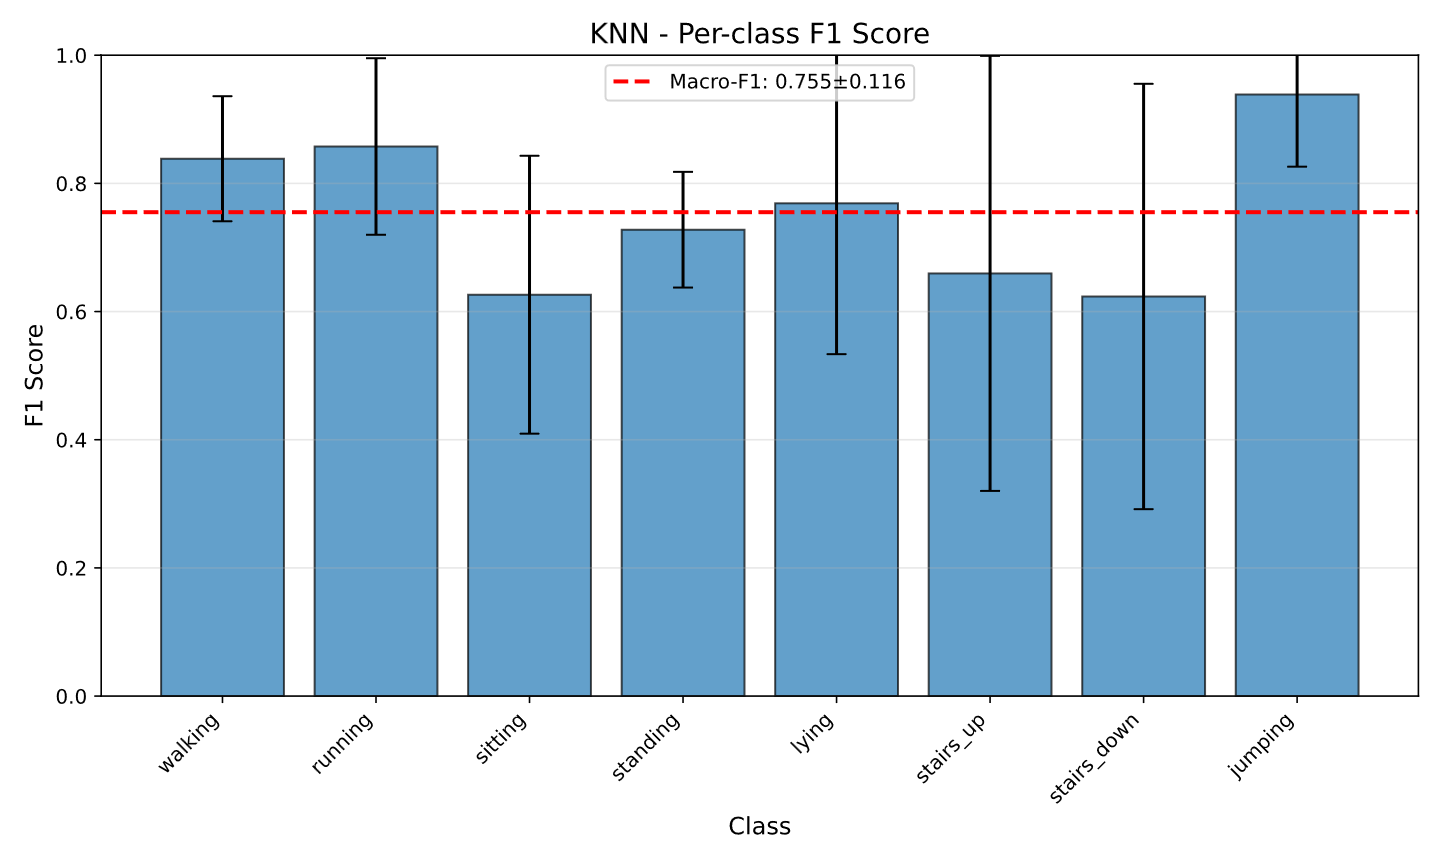 KNN - Per-class F1 Score
Macro-F1: 0.755±0.116
F1 Score
1.0
0.8
0.6
0.4
0.2
0.0
walking
running
sitting
standing
lying
stairs_up
stairs_down
jumping
Class